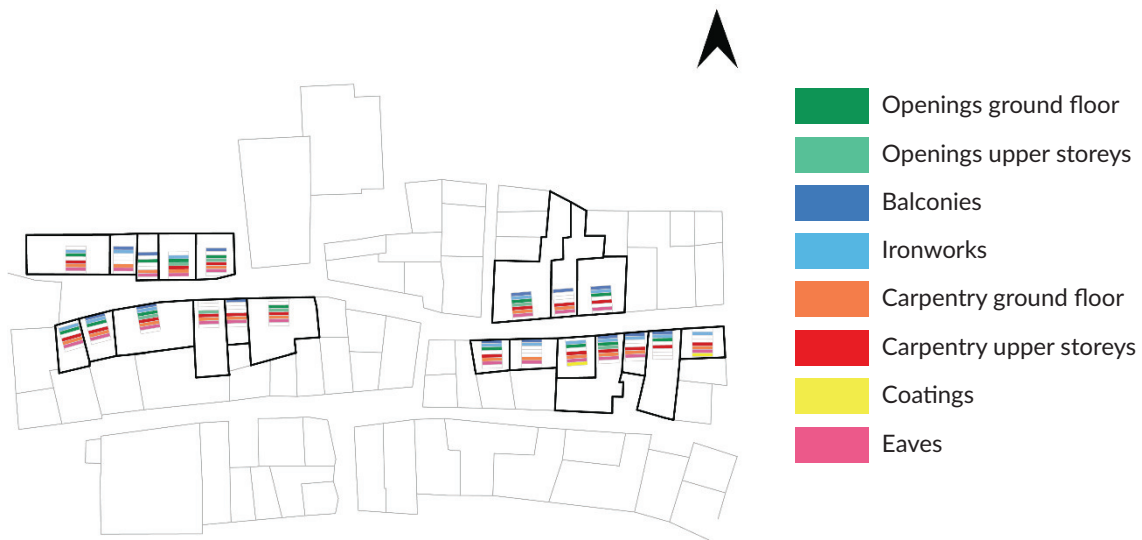 Openings ground floor
Openings upper storeys
Balconies
Ironworks
Carpentry ground floor
Carpentry upper storeys
Coatings
Eaves